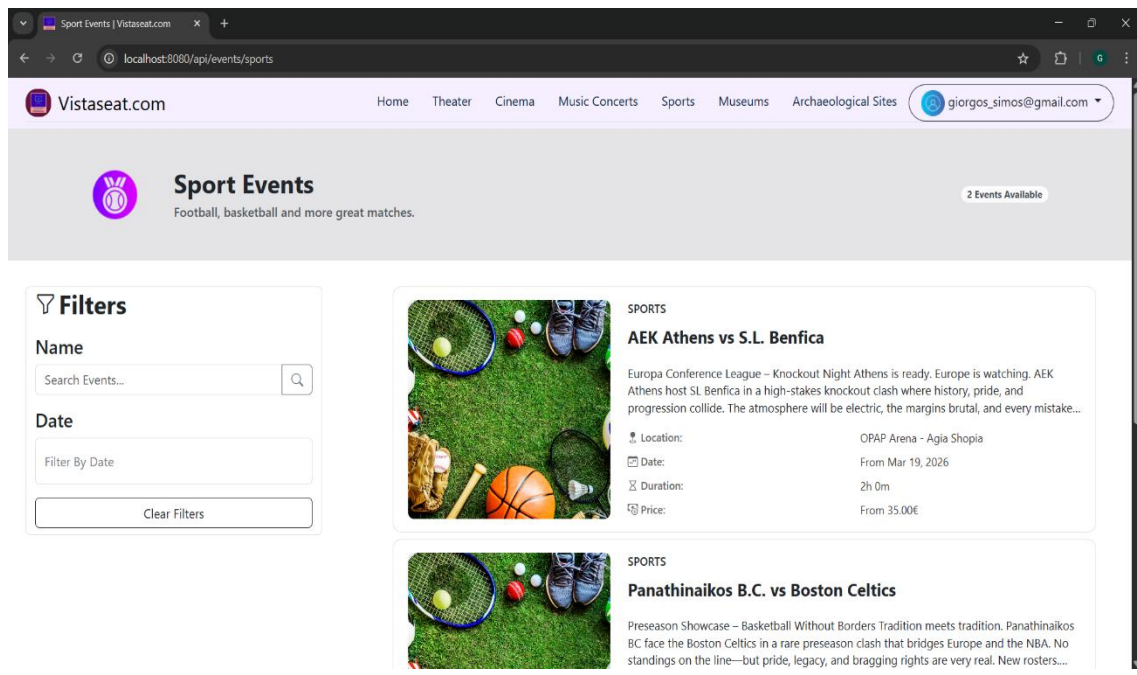 Sport Events | Vistaseat.com
localhost:8080/api/events/sports
G
Vistaseat.com
Home Theater Cinema Music Concerts Sports Museums Archaeological Sites giorgos_simos@gmail.com
Sport Events
Football, basketball and more great matches.
2 Events Available
Filters
Name
Search Events...
Date
Filter By Date
Clear Filters
SPORTS
AEK Athens vs S.L. Benfica
Europa Conference League – Knockout Night Athens is ready. Europe is watching. AEK
Athens host SL Benfica in a high-stakes knockout clash where history, pride, and
progression collide. The atmosphere will be electric, the margins brutal, and every mistake...
Location: OPAP Arena - Agia Shopia
Date: From Mar 19, 2026
Duration: 2h 0m
Price: From 35.00€
SPORTS
Panathinaikos B.C. vs Boston Celtics
Preseason Showcase – Basketball Without Borders Tradition meets tradition. Panathinaikos
BC face the Boston Celtics in a rare preseason clash that bridges Europe and the NBA. No
standings on the line—but pride, legacy, and bragging rights are very real. New rosters....